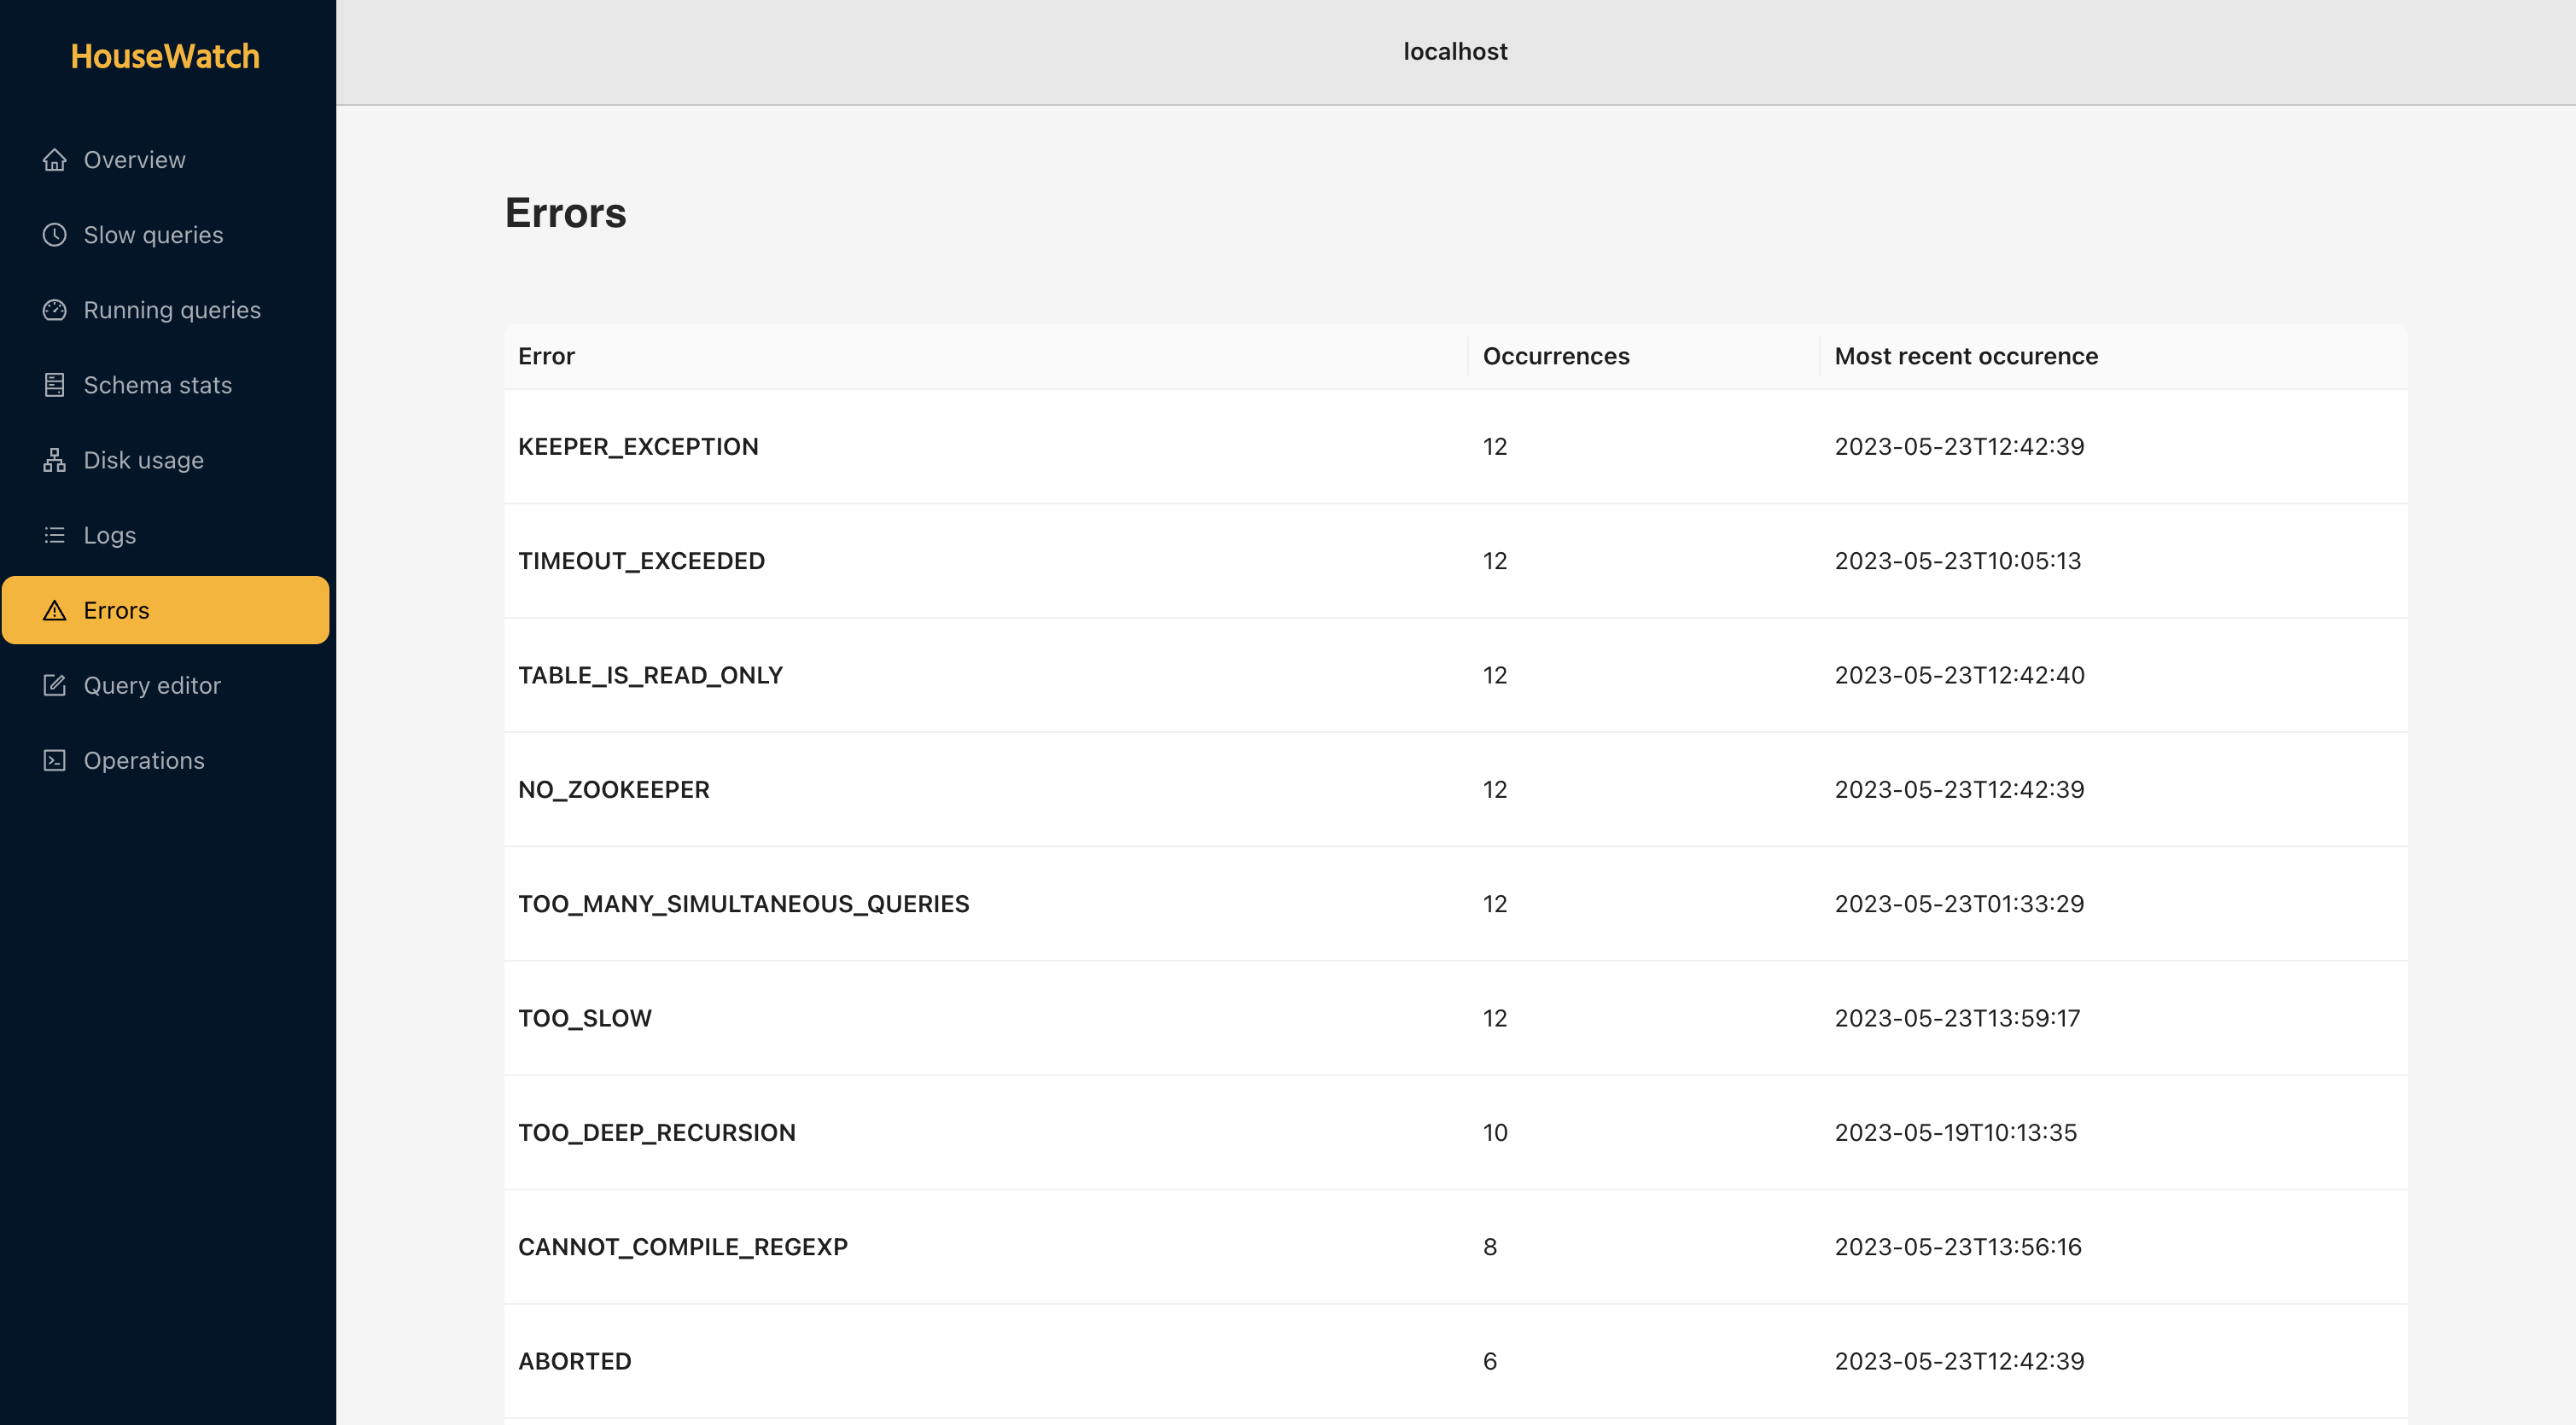 HouseWatch
localhost
Overview
Slow queries
Running queries
Schema stats
Disk usage
Logs
Errors
Query editor
Operations
Errors
Error Occurrences Most recent occurence
KEEPER_EXCEPTION 12 2023-05-23T12:42:39
TIMEOUT_EXCEEDED 12 2023-05-23T10:05:13
TABLE_IS_READ_ONLY 12 2023-05-23T12:42:40
NO_ZOOKEEPER 12 2023-05-23T12:42:39
TOO_MANY_SIMULTANEOUS_QUERIES 12 2023-05-23T01:33:29
TOO_SLOW 12 2023-05-23T13:59:17
TOO_DEEP_RECURSION 10 2023-05-19T10:13:35
CANNOT_COMPILE_REGEXP 8 2023-05-23T13:56:16
ABORTED 6 2023-05-23T12:42:39